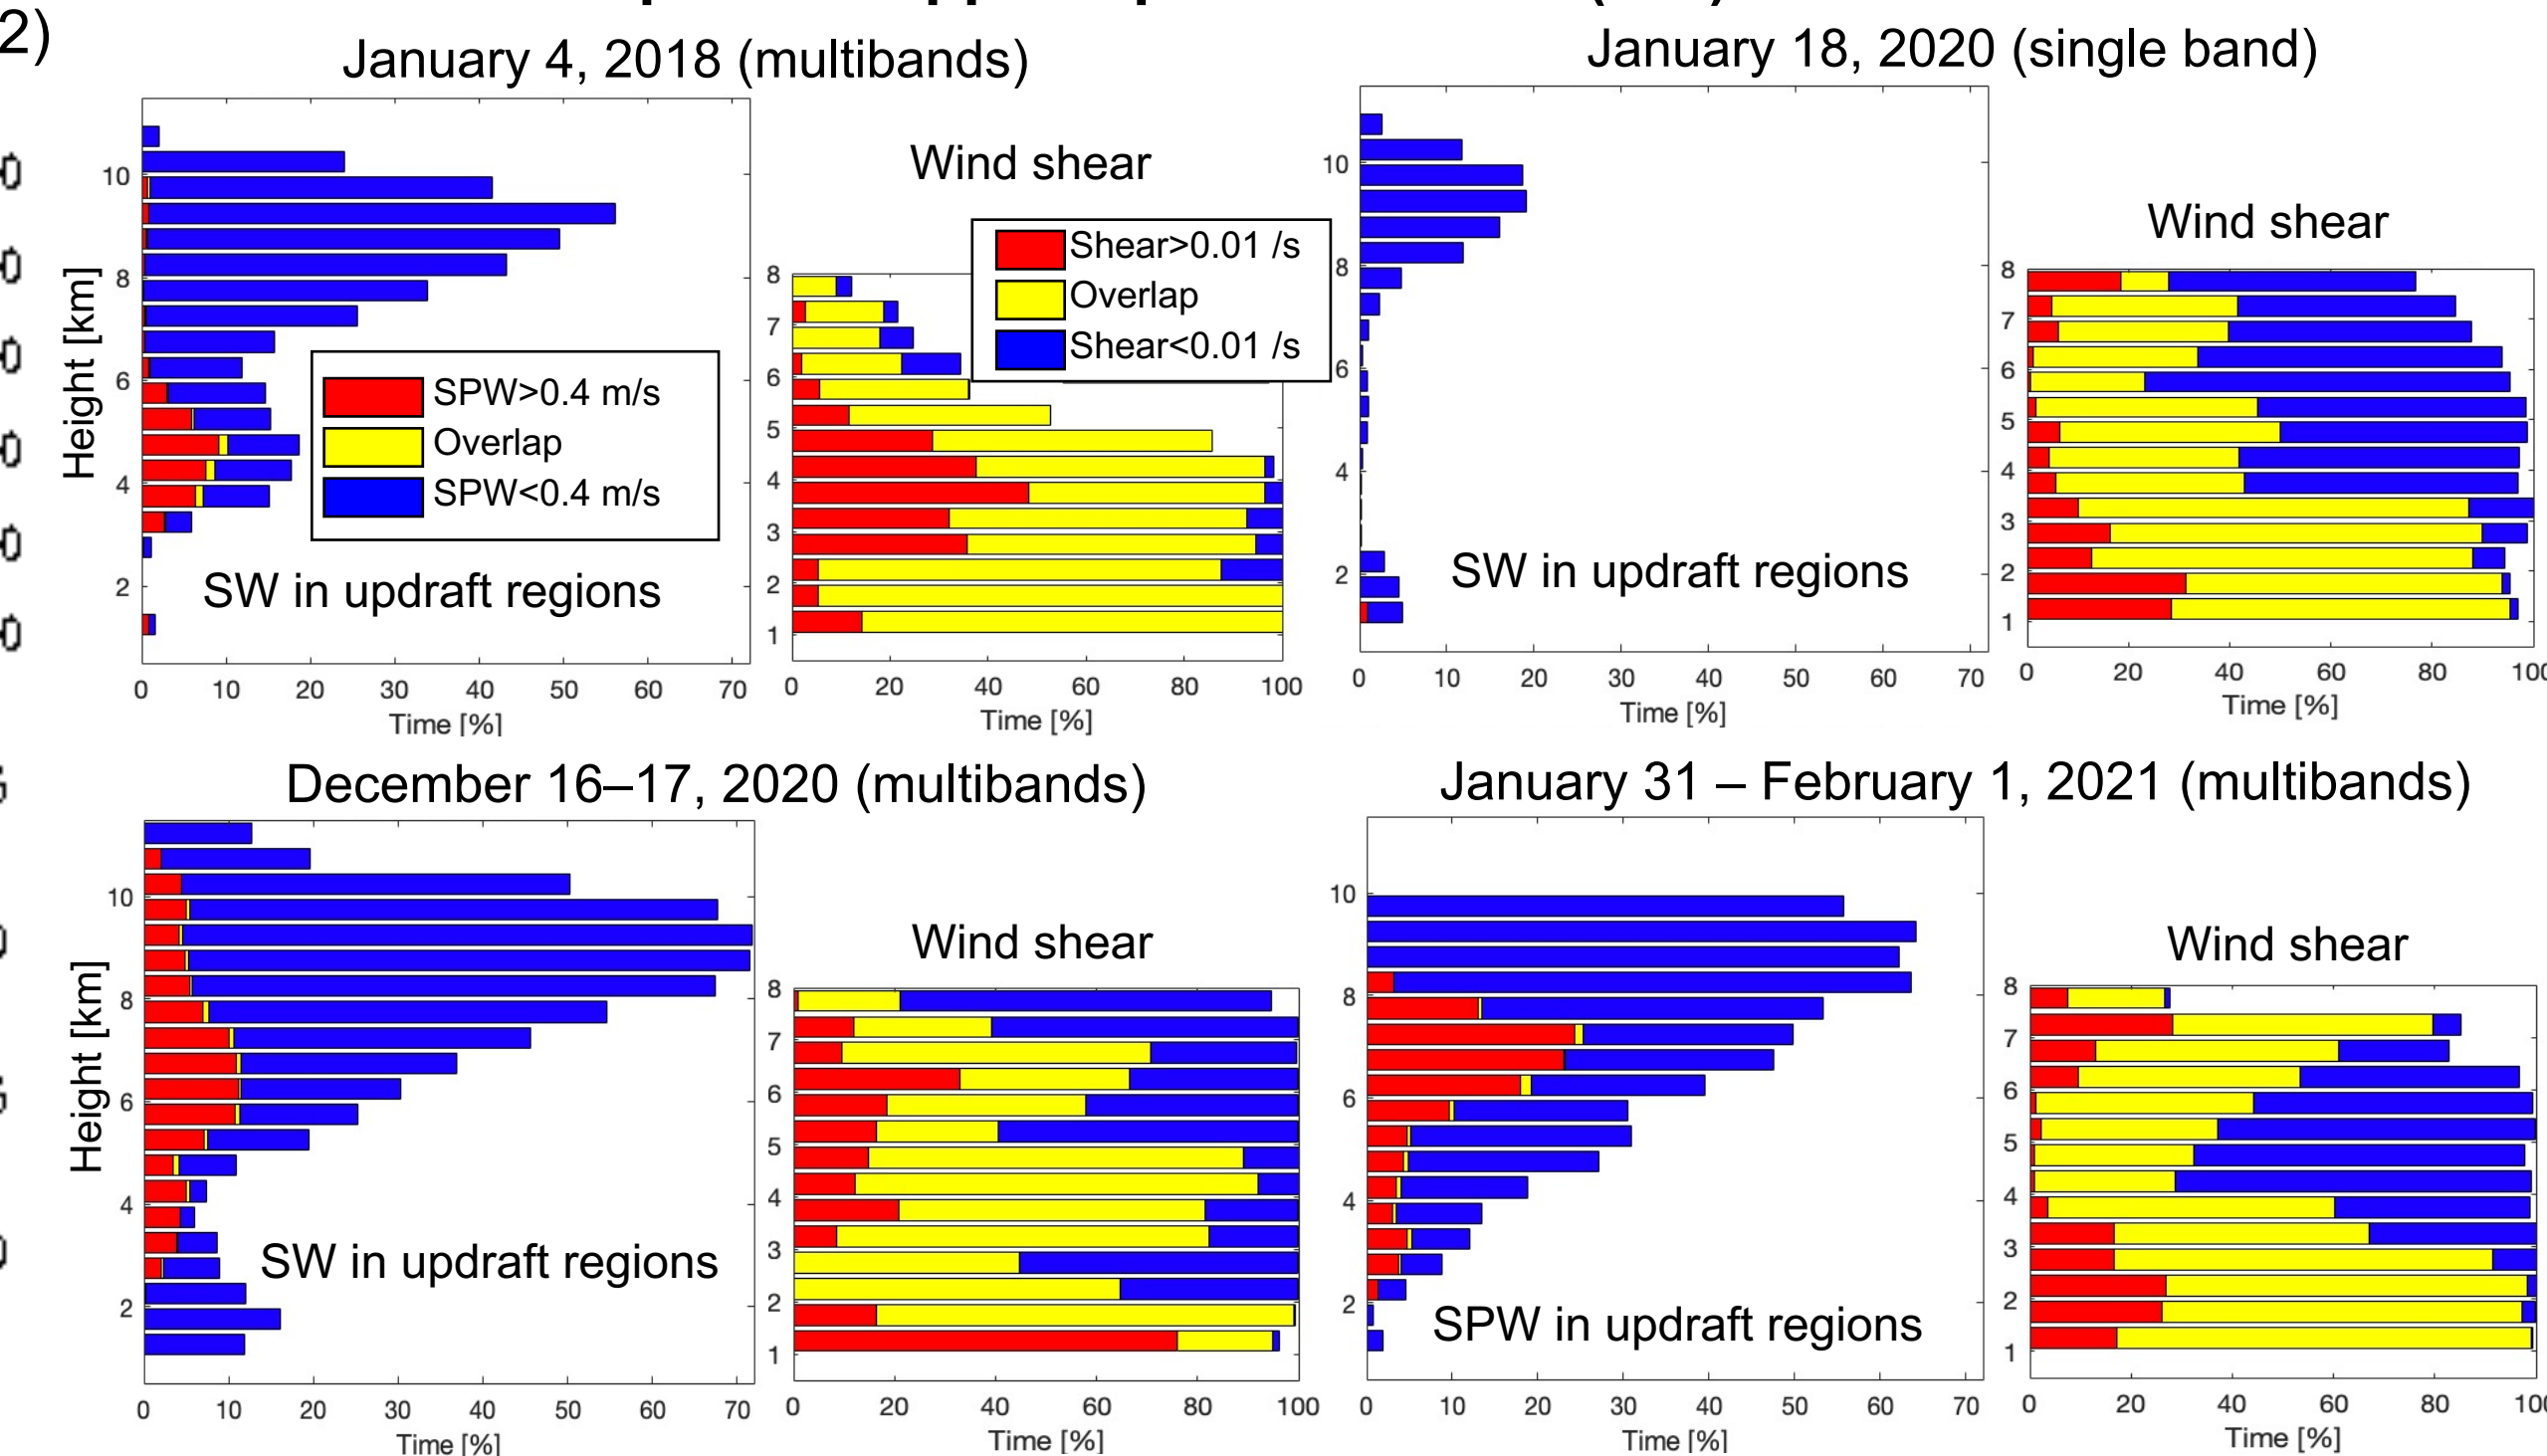 2)
January 4, 2018 (multibands)
10
8
6
4
2
Height [km]
SPW>0.4 m/s
Overlap
SPW<0.4 m/s
SW in updraft regions
0 10 20 30 40 50 60 70
Time [%]
Wind shear
Shear>0.01 /s
Overlap
Shear<0.01 /s
8
7
6
5
4
3
2
1
0 20 40 60 80 100
Time [%]
January 18, 2020 (single band)
10
8
6
4
2
SW in updraft regions
0 10 20 30 40 50 60 70
Time [%]
Wind shear
8
7
6
5
4
3
2
1
0 20 40 60 80 100
Time [%]
December 16–17, 2020 (multibands)
10
8
6
4
2
Height [km]
SW in updraft regions
0 10 20 30 40 50 60 70
Time [%]
Wind shear
8
7
6
5
4
3
2
1
0 20 40 60 80 100
Time [%]
January 31 – February 1, 2021 (multibands)
10
8
6
4
2
SPW in updraft regions
0 10 20 30 40 50 60 70
Time [%]
Wind shear
8
7
6
5
4
3
2
1
0 20 40 60 80 100
Time [%]